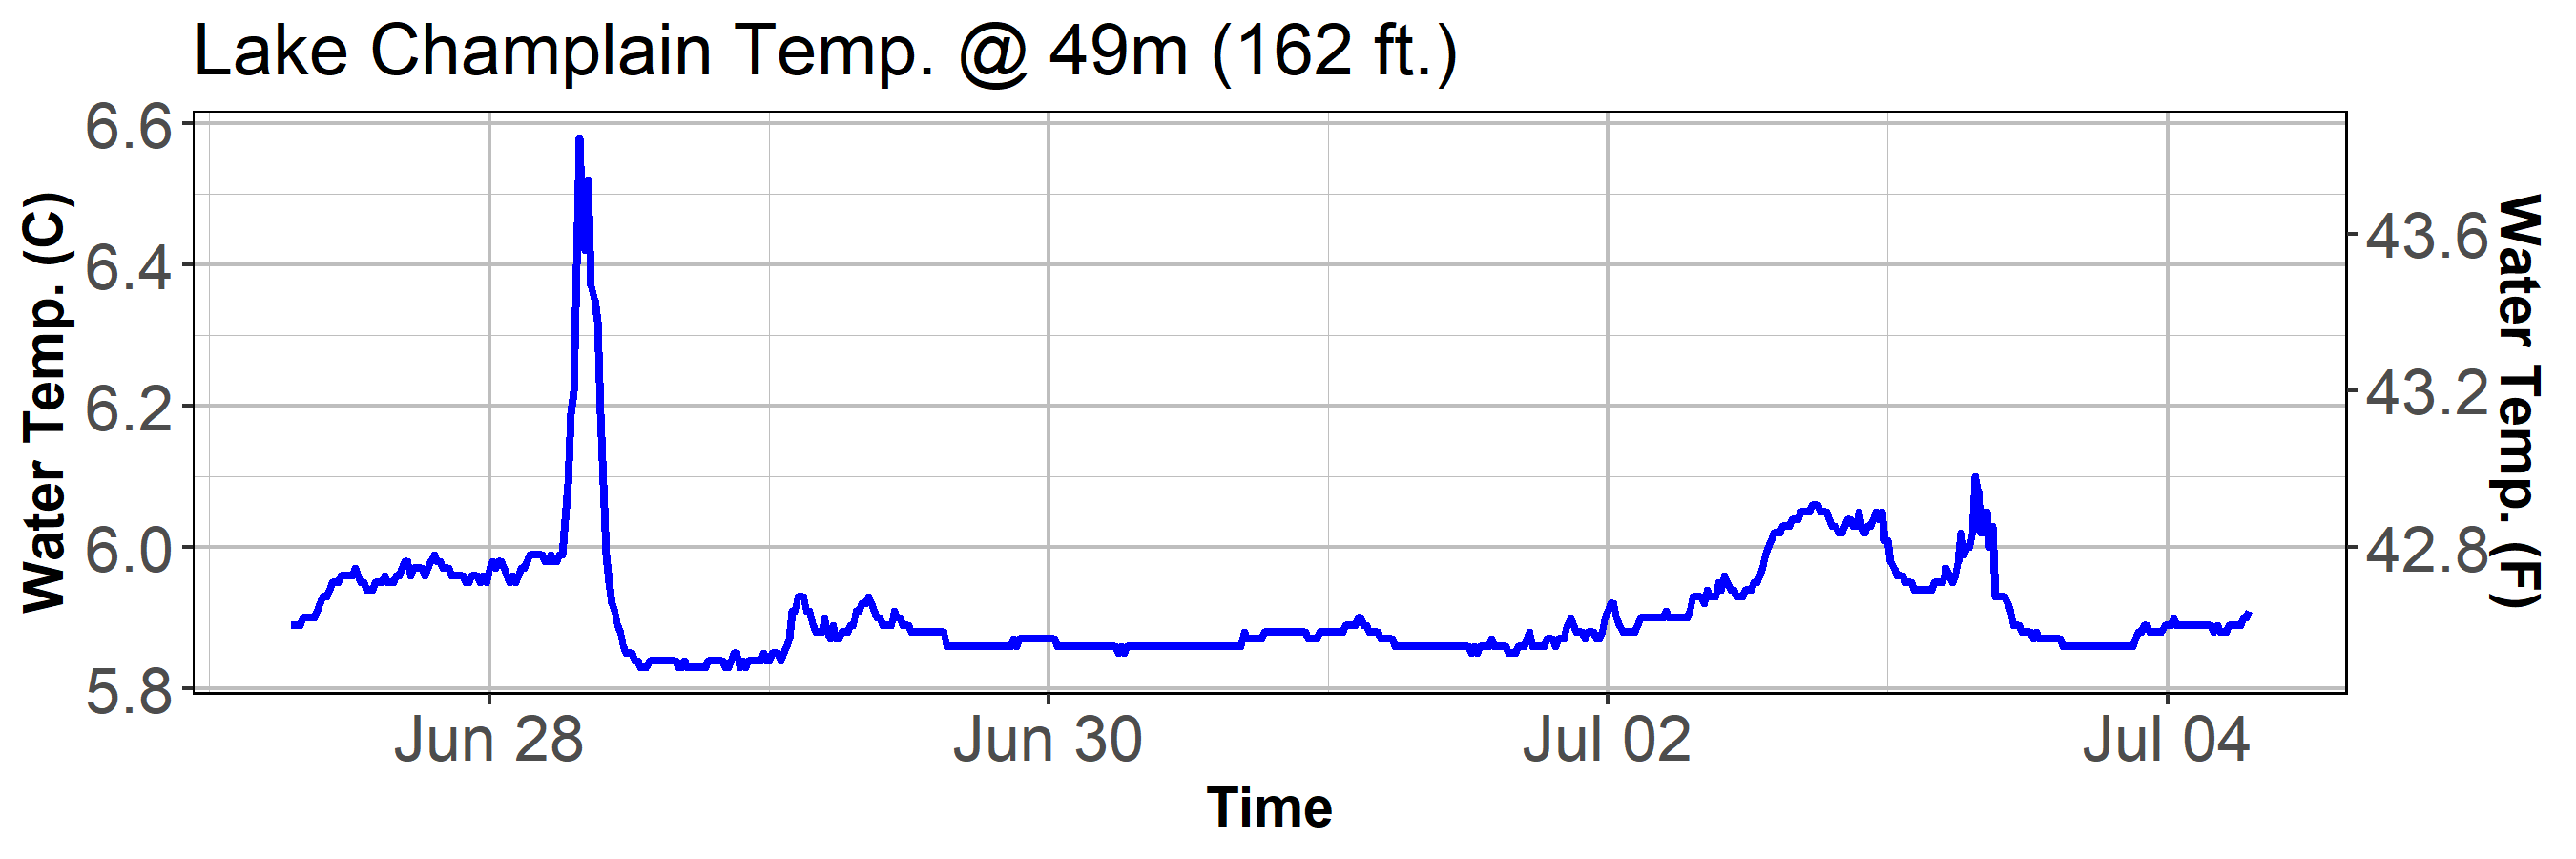 Lake Champlain Temp. @ 49m (162 ft.)
Water Temp. (C)
6.6
6.4
6.2
6.0
5.8
43.6
43.2
42.8
Water Temp. (F)
Jun 28 Jun 30 Jul 02 Jul 04
Time